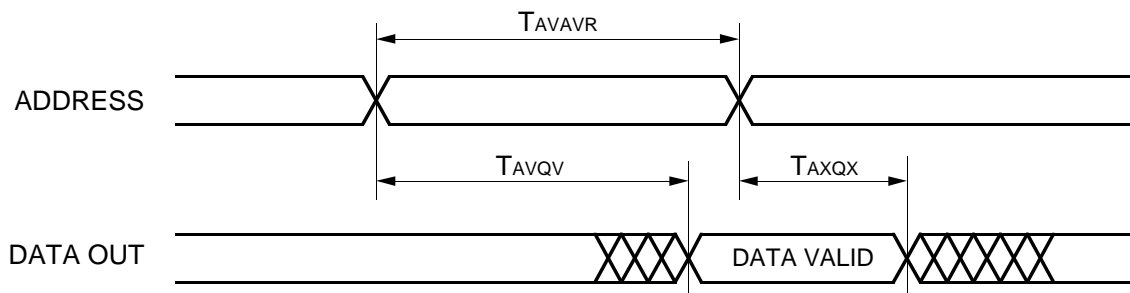 TAVAVR
ADDRESS
TAVQV
TAXQX
DATA OUT
DATA VALID